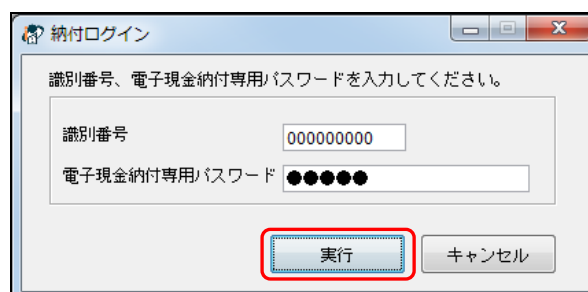 納付ログイン
識別番号、電子現金納付専用パスワードを入力してください。
識別番号 000000000
電子現金納付専用パスワード ●●●●●
実行 キャンセル